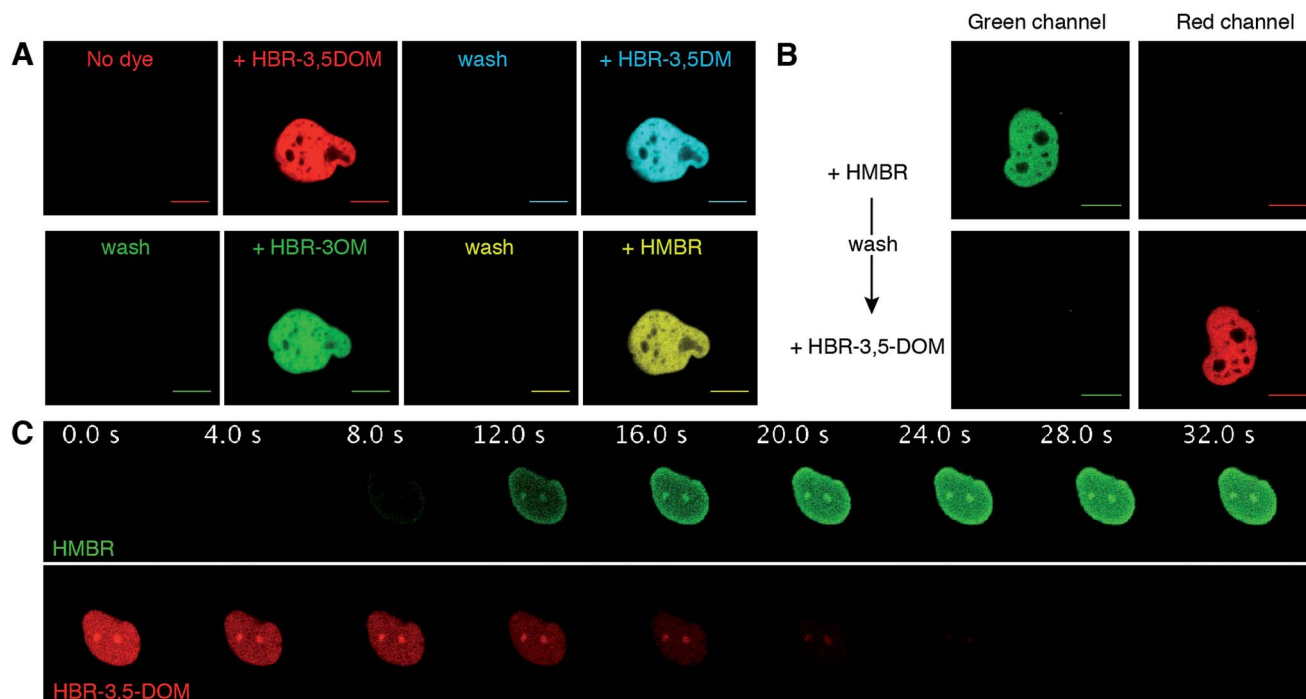 A
No dye
+ HBR-3,5DOM
wash
+ HBR-3,5DM
wash
+ HBR-3OM
wash
+ HMBR
B
Green channel
Red channel
+ HMBR
wash
+ HBR-3,5-DOM
C
0.0 s 4.0 s 8.0 s 12.0 s 16.0 s 20.0 s 24.0 s 28.0 s 32.0 s
HMBR
HBR-3,5-DOM